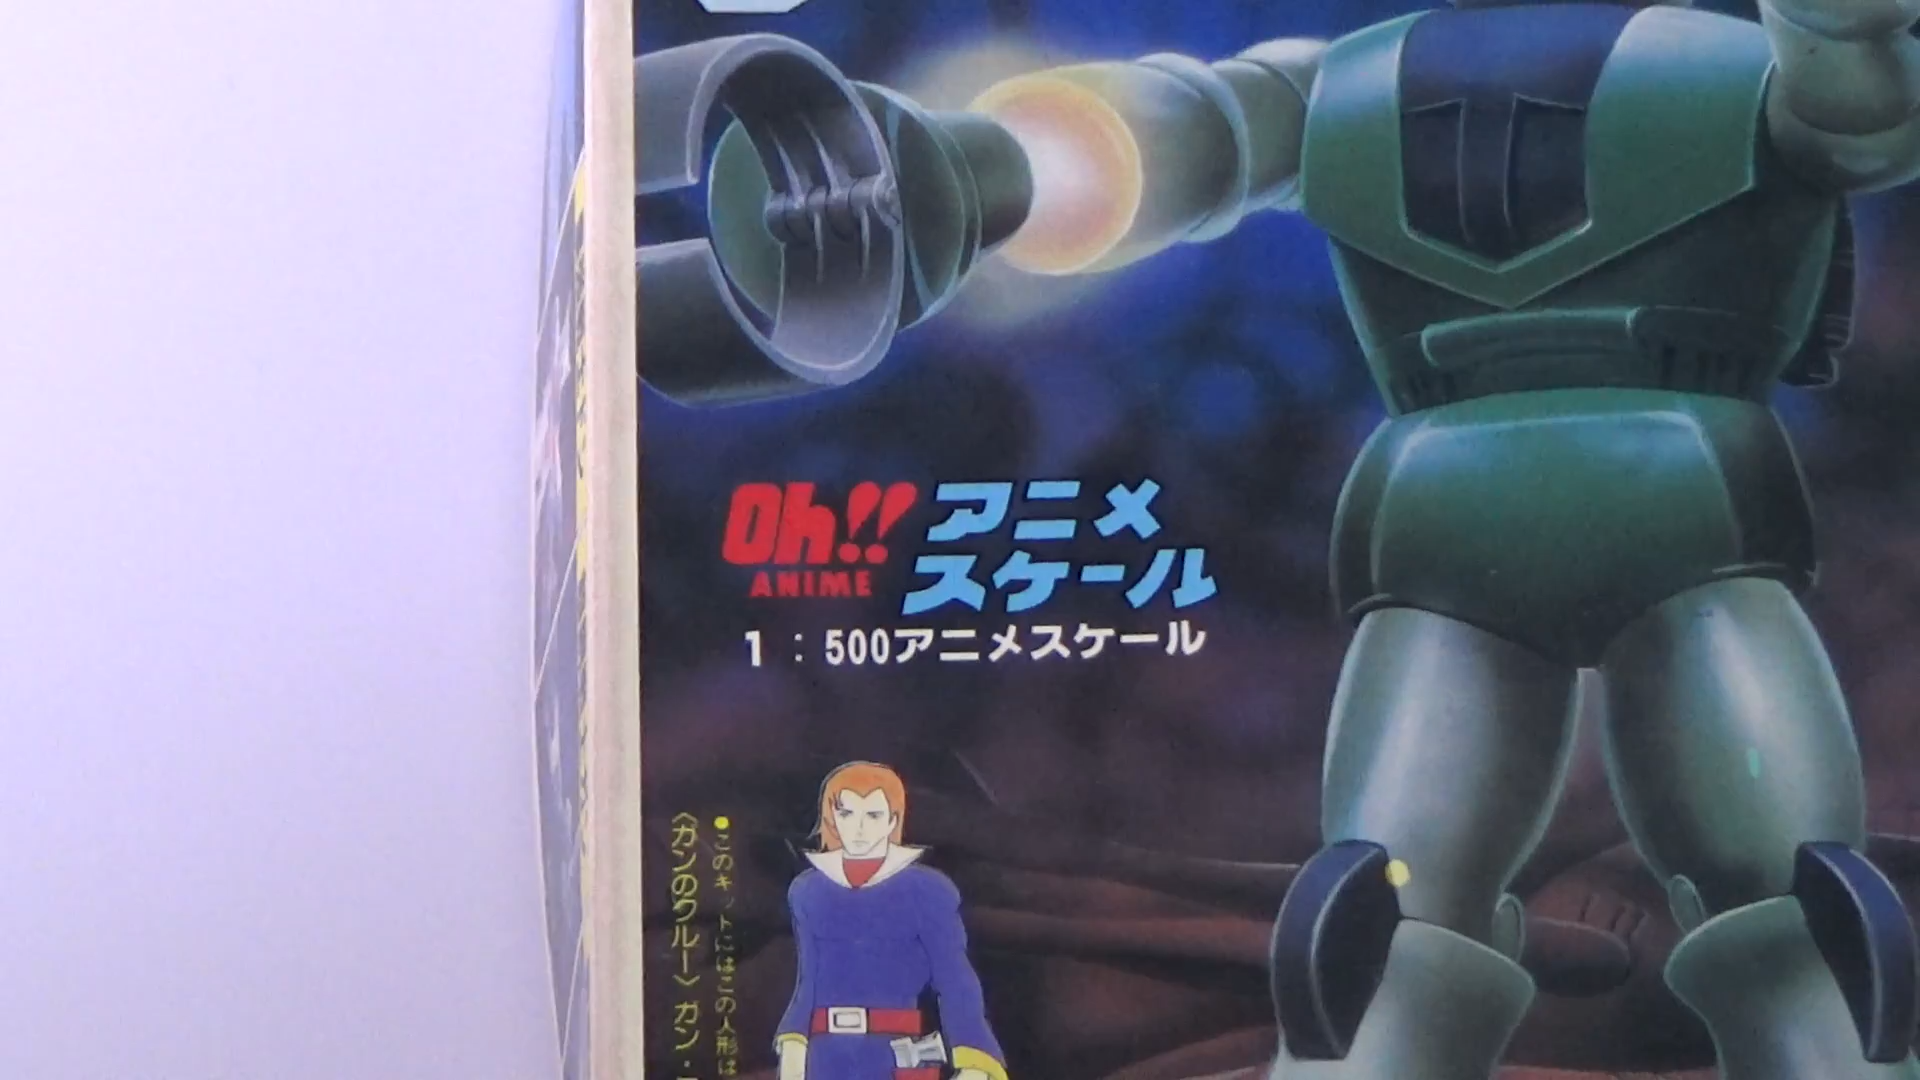 Oh!! アニメ
ANIME スケール
1：500アニメスケール
●このキットにはこの人形は
〈ガンのクルー〉ガン・